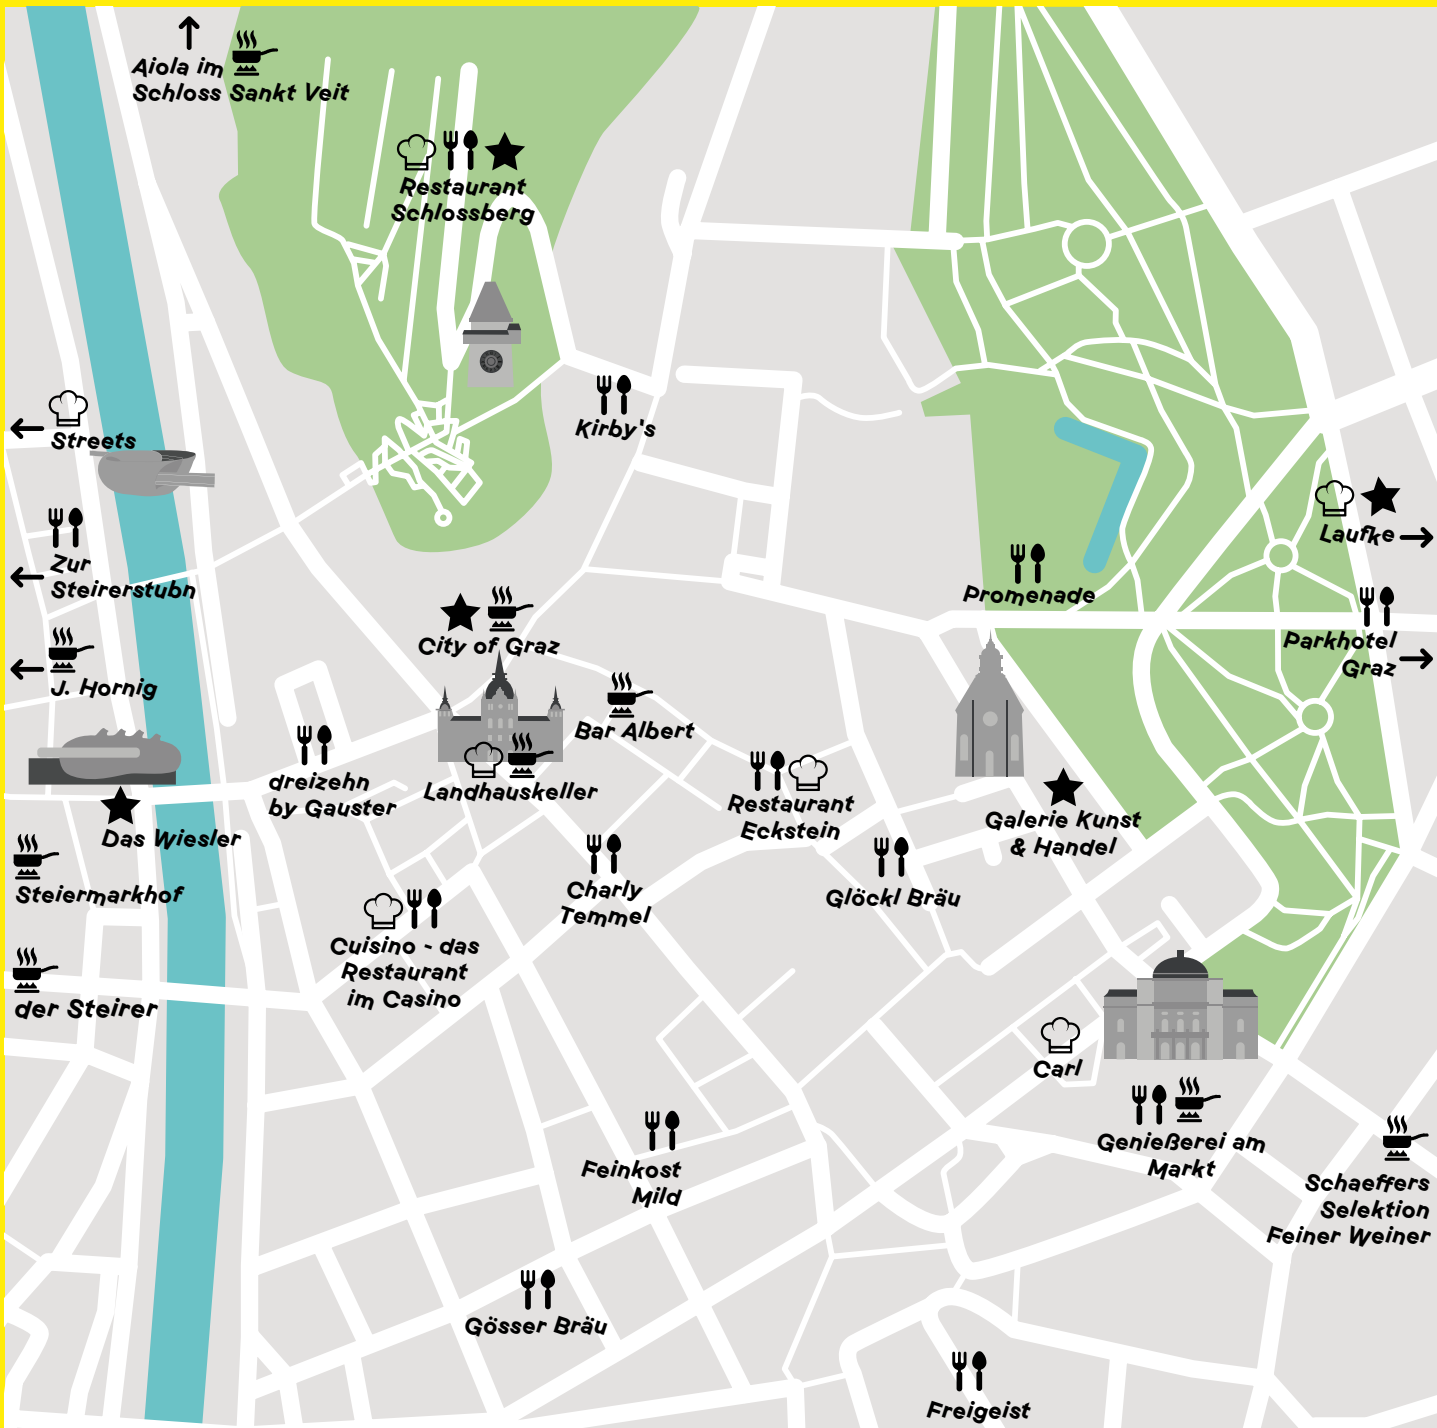 Aiola im
Schloss Sankt Veit
Restaurant
Schlossberg
Streets
Kirby's
Zur
Steirerstubn
Laufke
Promenade
City of Graz
Parkhotel
Graz
J. Hornig
Bar Albert
dreizehn
by Gauster
Landhauskeller
Restaurant
Eckstein
Galerie Kunst
& Handel
Das Wiesler
Steiermarkhof
Charly
Temmel
Glöckl Bräu
Cuisino - das
Restaurant
im Casino
der Steirer
Carl
Genießerei am
Markt
Feinkost
Mild
Schaeffers
Selektion
Feiner Weiner
Gösser Bräu
Freigeist